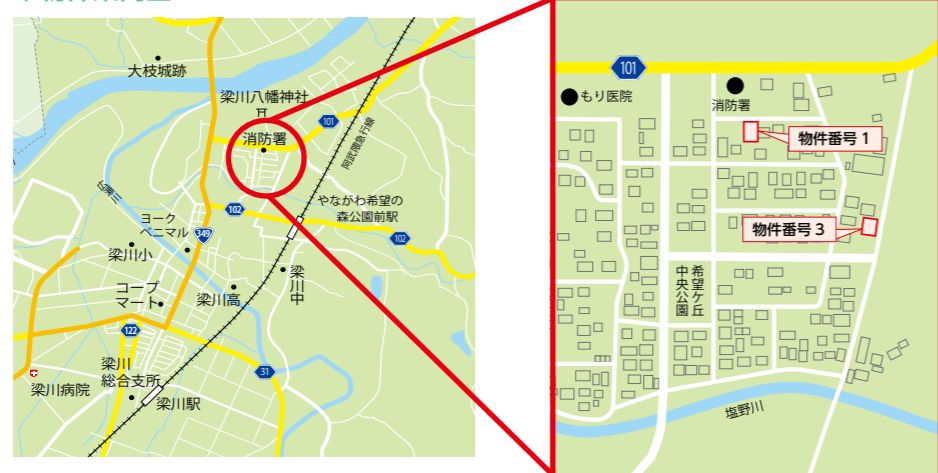 大枝城跡
梁川八幡神社
消防署
101
阿武隈急行線
やながわ希望の
森公園前駅
102
102
349
ヨーク
ベニマル
梁川小
コープ
マート
梁川高
梁川中
122
31
梁川
総合支所
梁川病院
梁川駅
101
もり医院
消防署
物件番号 1
物件番号 3
希望ケ丘
中央公園
塩野川